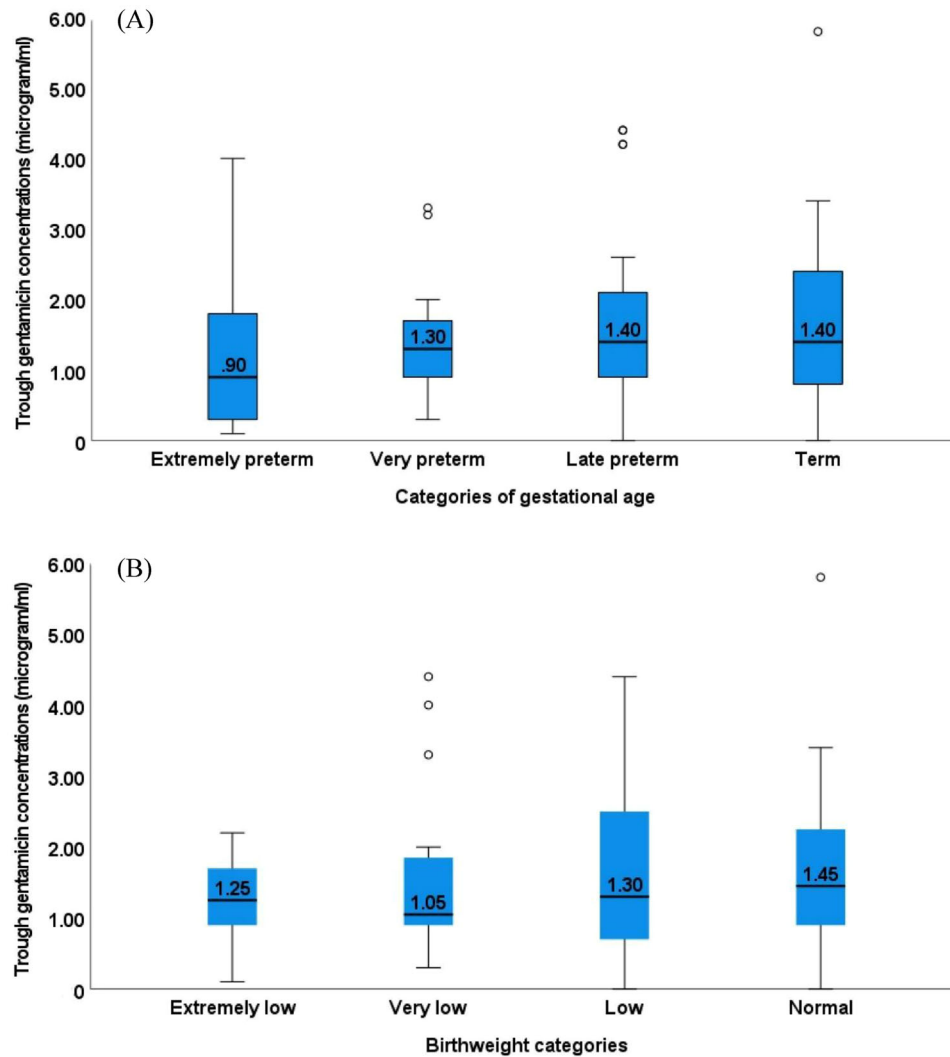 (A)
Trough gentamicin concentrations (microgram/ml)
6.00
5.00
4.00
3.00
2.00
1.00
0
.90
1.30
1.40
1.40
Extremely preterm
Very preterm
Late preterm
Term
Categories of gestational age
(B)
Trough gentamicin concentrations (microgram/ml)
6.00
5.00
4.00
3.00
2.00
1.00
0
1.25
1.05
1.30
1.45
Extremely low
Very low
Low
Normal
Birthweight categories